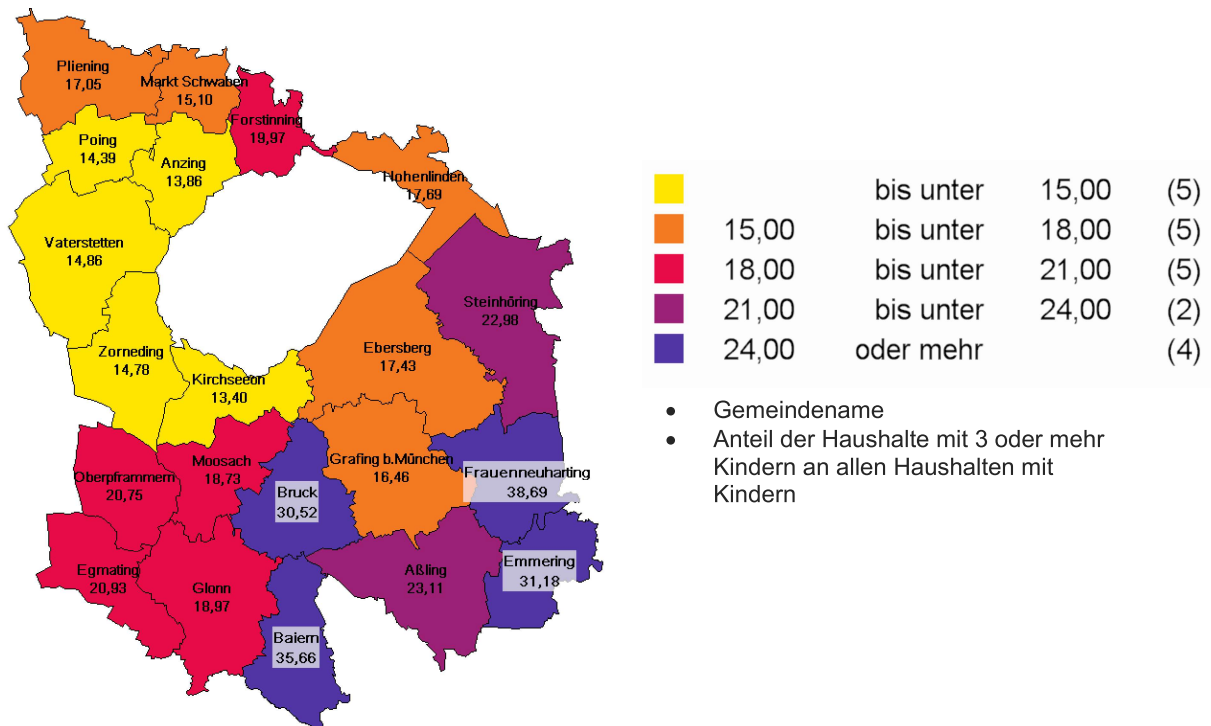 Pliening
17,05
Markt Schwaben
15,10
Forstinning
19,97
Poing
14,39
Anzing
13,86
Hohenlinden
17,69
Vaterstetten
14,86
Steinhöring
22,98
Zorneding
14,78
Ebersberg
17,43
Kirchseeon
13,40
Oberpframmern
20,75
Moosach
18,73
Bruck
30,52
Grafing b.München
16,46
Frauenneuharting
38,69
Egmating
20,93
Glonn
18,97
Aßling
23,11
Emmering
31,18
Baiern
35,66
bis unter 15,00 (5)
15,00 bis unter 18,00 (5)
18,00 bis unter 21,00 (5)
21,00 bis unter 24,00 (2)
24,00 oder mehr (4)
• Gemeindename
• Anteil der Haushalte mit 3 oder mehr
Kindern an allen Haushalten mit
Kindern